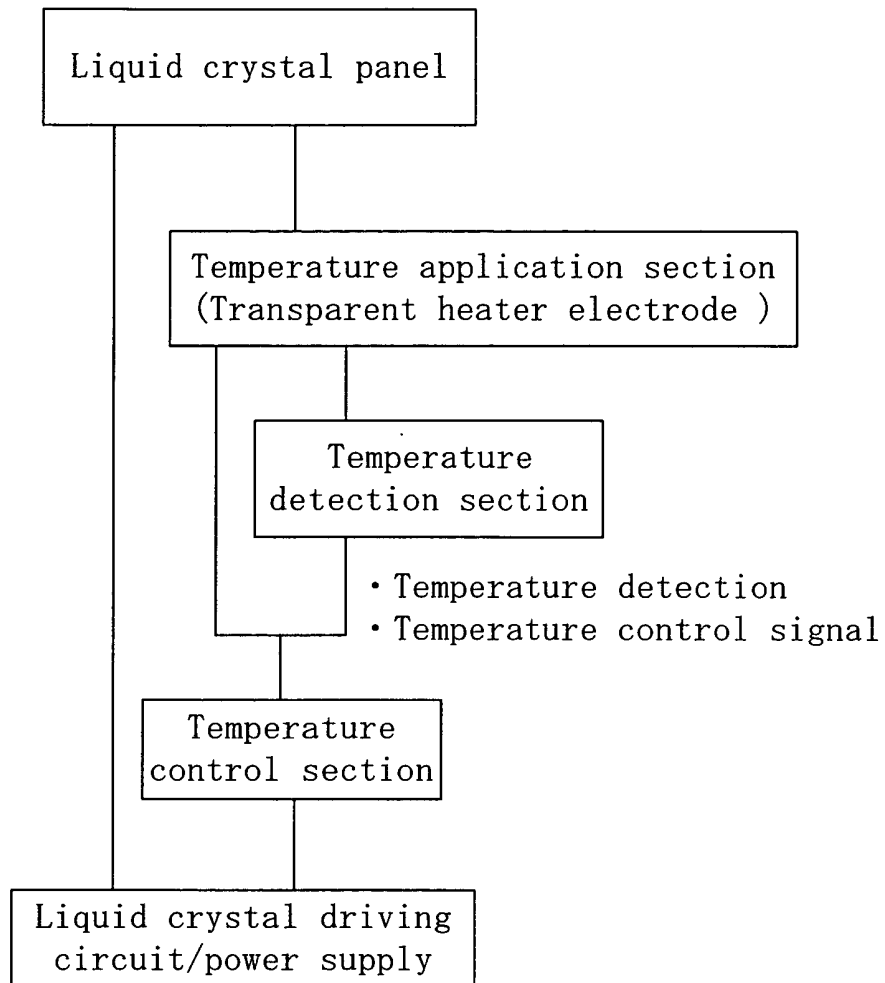 Liquid crystal panel
Temperature application section
(Transparent heater electrode )
Temperature
detection section
・Temperature detection
・Temperature control signal
Temperature
control section
Liquid crystal driving
circuit/power supply